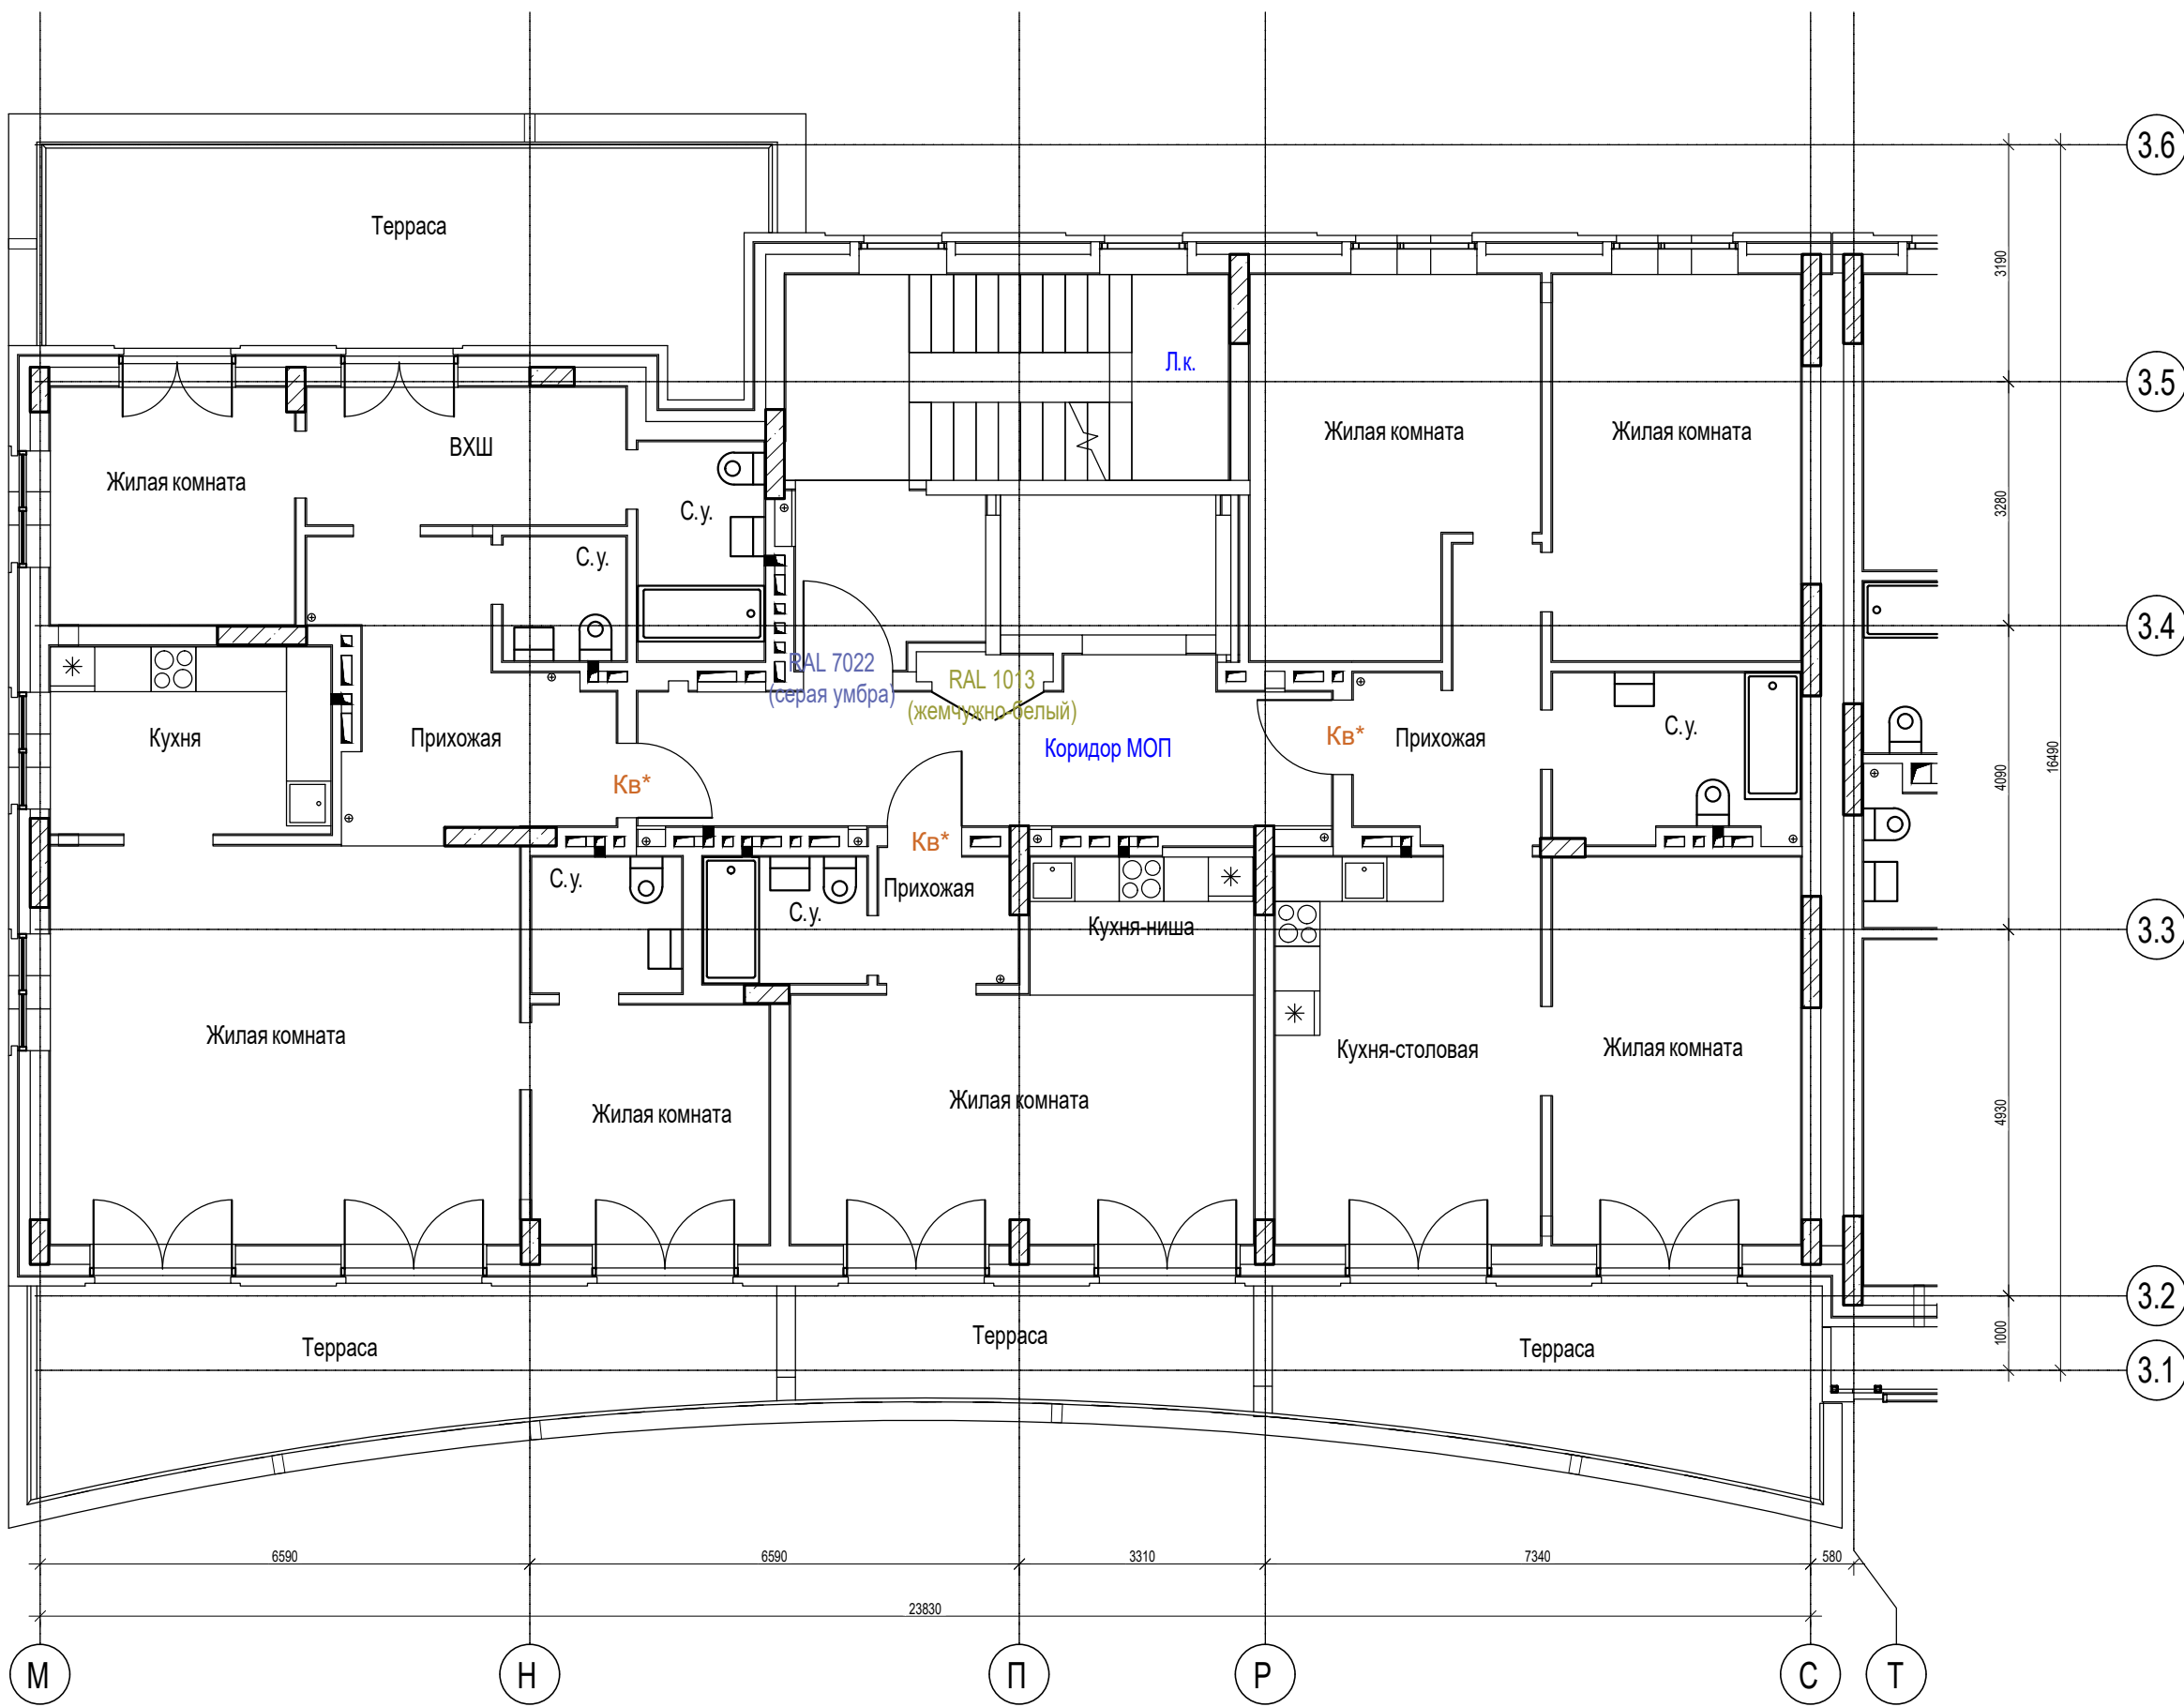 3.6
Терраса
3190
Л.к.
3.5
ВХШ
Жилая комната
Жилая комната
Жилая комната
С.у.
3280
С.у.
3.4
RAL 7022
(серая умбра)
RAL 1013
(жемчужно-белый)
Кухня
Прихожая
Кв*
Коридор МОП
Кв*
Прихожая
С.у.
4090
16490
Кв*
С.у.
Прихожая
С.у.
Кухня-ниша
3.3
Жилая комната
Кухня-столовая
Жилая комната
Жилая комната
Жилая комната
4930
3.2
Терраса
Терраса
Терраса
1000
3.1
6590
6590
3310
7340
580
23830
М
Н
П
Р
С
Т